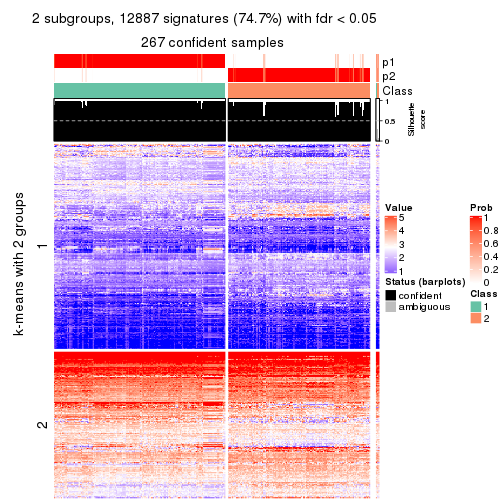 2 subgroups, 12887 signatures (74.7%) with fdr < 0.05
267 confident samples
p1
p2
Class
1
0.5
0
Silhouette
score
k-means with 2 groups
1
2
Value
5
4
3
2
1
Status (barplots)
confident
ambiguous
Prob
1
0.8
0.6
0.4
0.2
0
Class
1
2